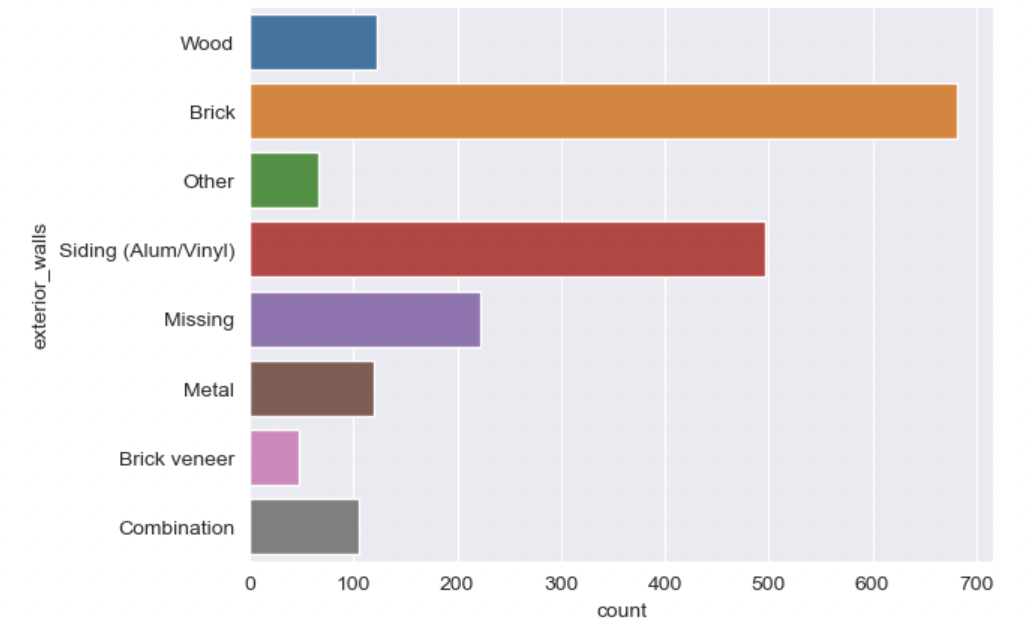 Wood
Brick
Other
Siding (Alum/Vinyl)
Missing
Metal
Brick veneer
Combination
exterior_walls
0 100 200 300 400 500 600 700
count